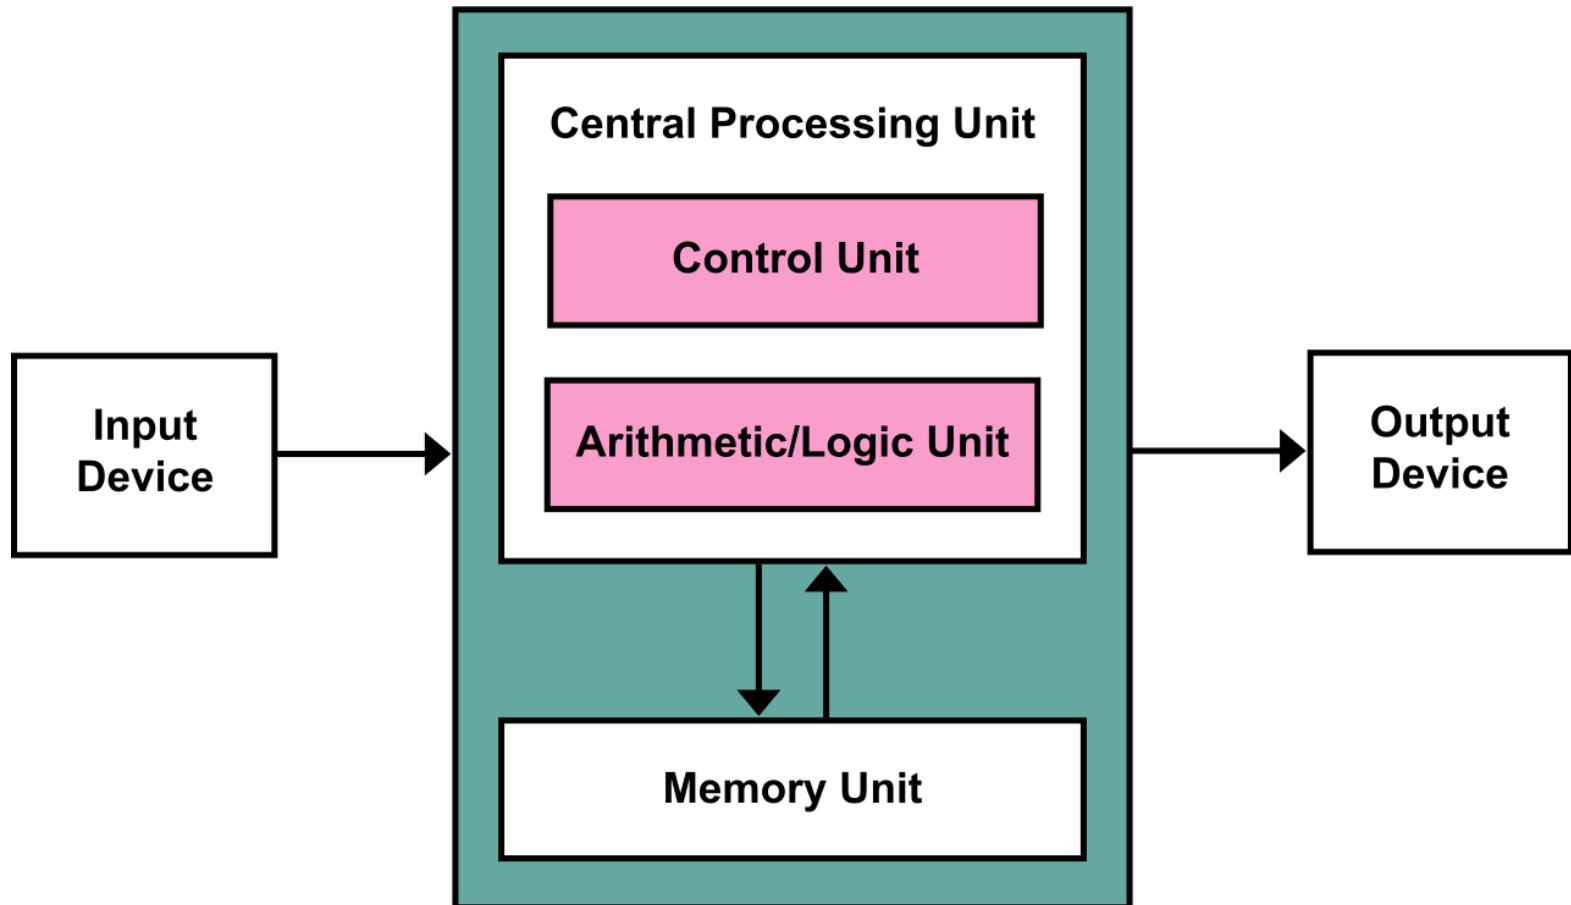 Central Processing Unit
Control Unit
Arithmetic/Logic Unit
Input
Device
Output
Device
Memory Unit